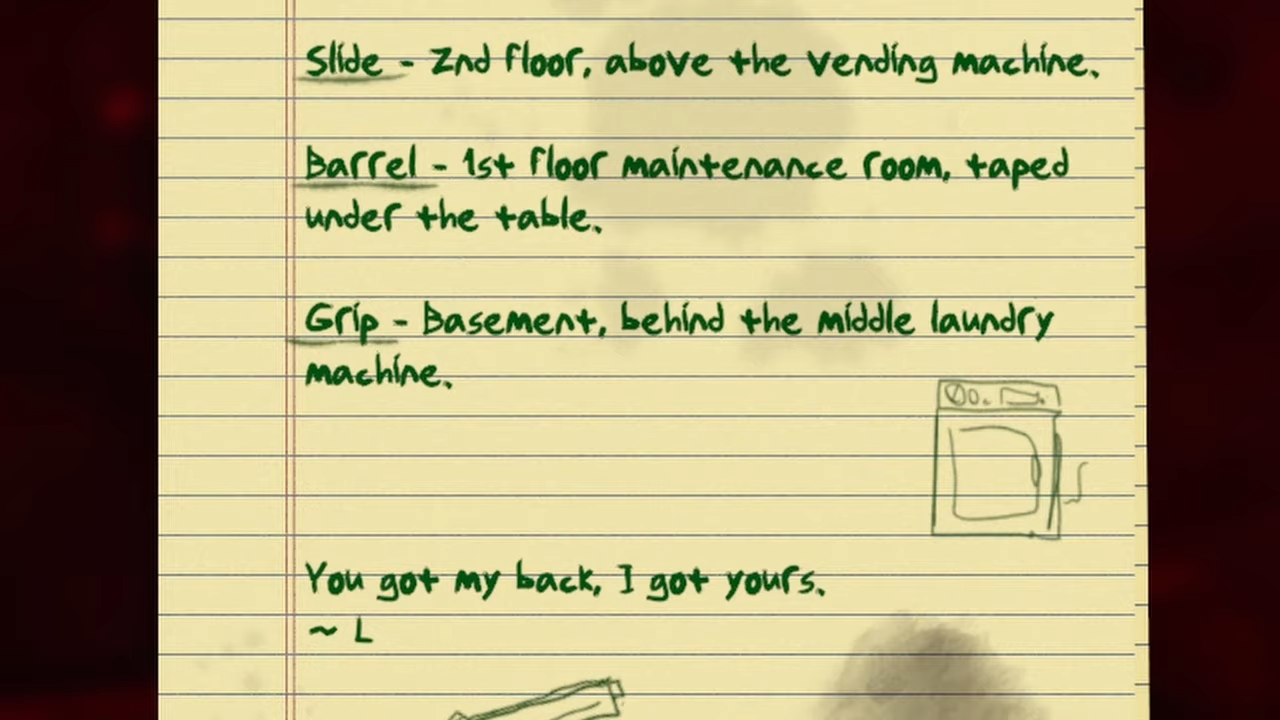 Slide - 2nd floor, above the vending machine.
Barrel - 1st floor maintenance room, taped
under the table.
Grip - Basement, behind the middle laundry
machine.
You got my back, I got yours.
~ L